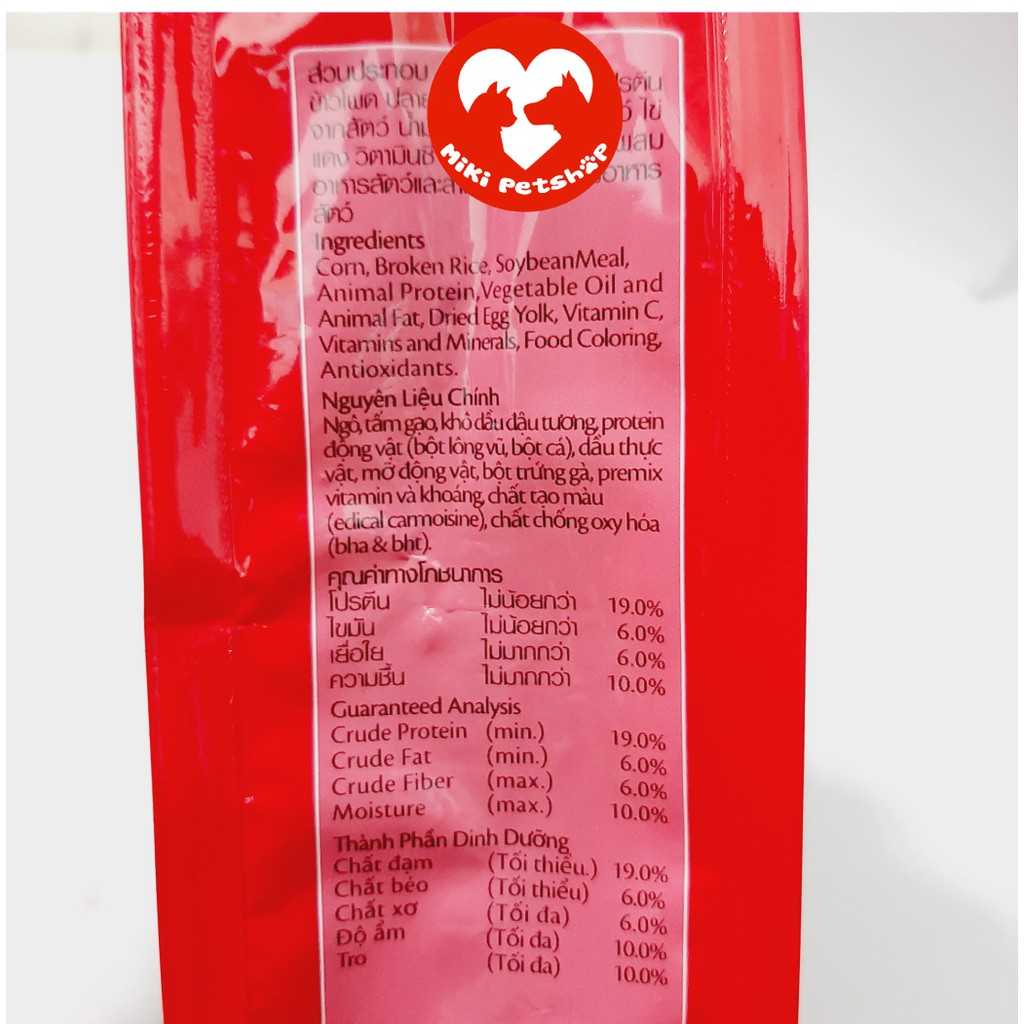 MiKi Petshop
ส่วนประกอบ
ข้าวโพด ปลาย
จากสัตว์ ไข่
แดง วิตามินซี ผสม
อาหารสัตว์และ อาหาร
สัตว์
Ingredients
Corn, Broken Rice, SoybeanMeal,
Animal Protein,Vegetable Oil and
Animal Fat, Dried Egg Yolk, Vitamin C,
Vitamins and Minerals, Food Coloring,
Antioxidants.
Nguyên Liệu Chính
Ngô, tấm gạo, khô dầu đậu tương, protein
động vật (bột lông vũ, bột cá), dầu thực
vật, mỡ động vật, bột trứng gà, premix
vitamin và khoáng, chất tạo màu
(edical carmoisine), chất chống oxy hóa
(bha & bht).
คุณค่าทางโภชนาการ
โปรตีน ไม่น้อยกว่า 19.0%
ไขมัน ไม่น้อยกว่า 6.0%
เยื่อใย ไม่มากกว่า 6.0%
ความชื้น ไม่มากกว่า 10.0%
Guaranteed Analysis
Crude Protein (min.) 19.0%
Crude Fat (min.) 6.0%
Crude Fiber (max.) 6.0%
Moisture (max.) 10.0%
Thành Phần Dinh Dưỡng
Chất đạm (Tối thiểu.) 19.0%
Chất béo (Tối thiểu) 6.0%
Chất xơ (Tối đa) 6.0%
Độ ẩm (Tối đa) 10.0%
Tro (Tối đa) 10.0%